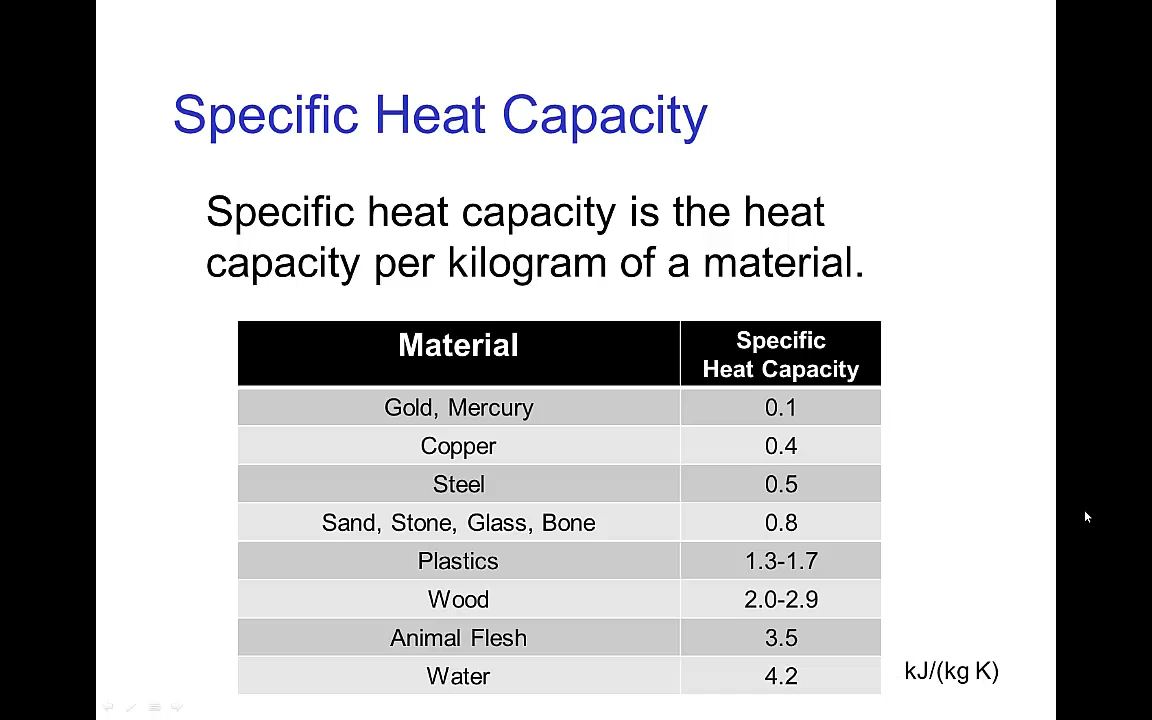 Specific Heat Capacity
Specific heat capacity is the heat
capacity per kilogram of a material.
Material Specific Heat Capacity
Gold, Mercury 0.1
Copper 0.4
Steel 0.5
Sand, Stone, Glass, Bone 0.8
Plastics 1.3-1.7
Wood 2.0-2.9
Animal Flesh 3.5
Water 4.2
kJ/(kg K)